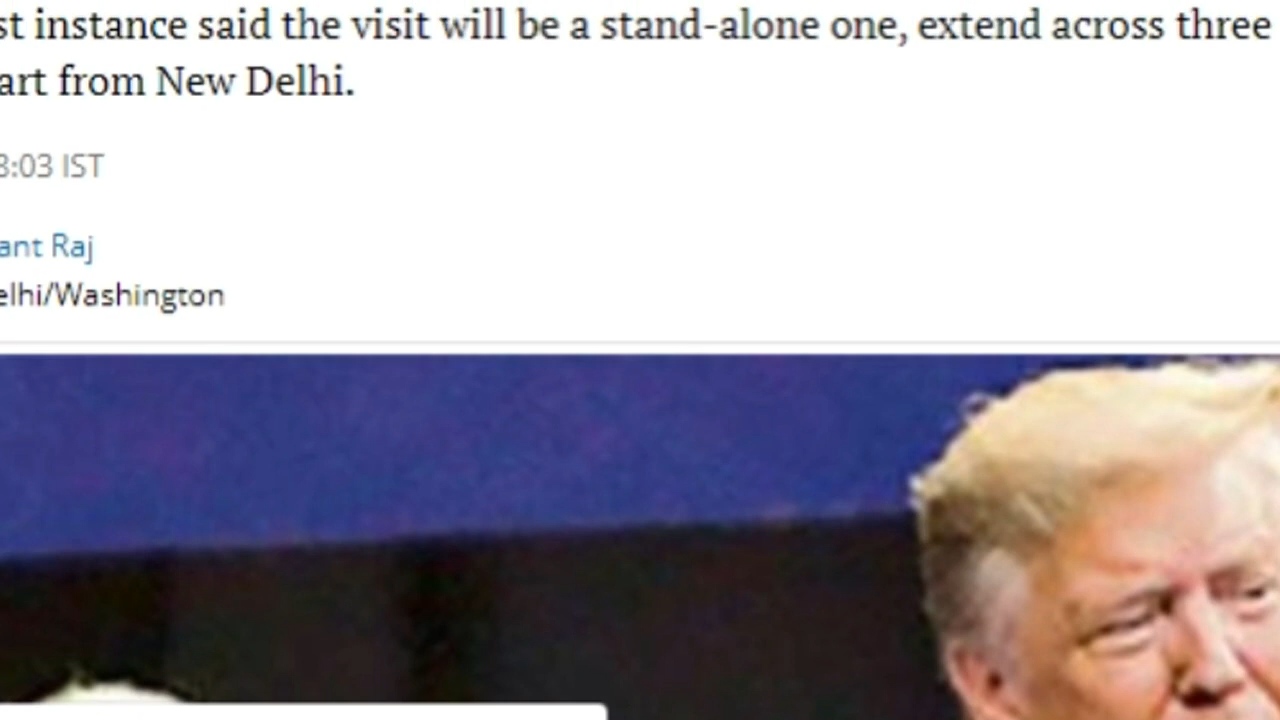 st instance said the visit will be a stand-alone one, extend across three
art from New Delhi.
8:03 IST
ant Raj
elhi/Washington